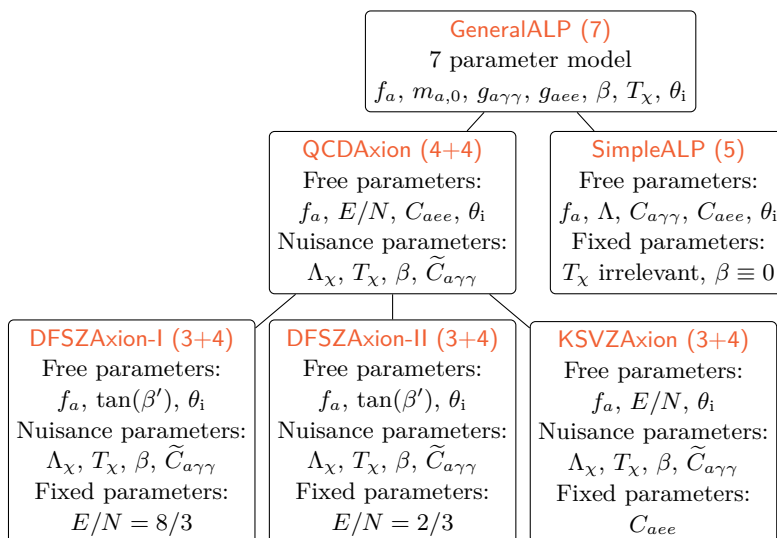 GeneralALP (7)
7 parameter model
f_a, m_{a,0}, g_{aγγ}, g_{aee}, β, T_χ, θ_i
QCDAxion (4+4)
Free parameters:
f_a, E/N, C_{aee}, θ_i
Nuisance parameters:
Λ_χ, T_χ, β, C̃_{aγγ}
SimpleALP (5)
Free parameters:
f_a, Λ, C_{aγγ}, C_{aee}, θ_i
Fixed parameters:
T_χ irrelevant, β ≡ 0
DFSZAxion-I (3+4)
Free parameters:
f_a, tan(β′), θ_i
Nuisance parameters:
Λ_χ, T_χ, β, C̃_{aγγ}
Fixed parameters:
E/N = 8/3
DFSZAxion-II (3+4)
Free parameters:
f_a, tan(β′), θ_i
Nuisance parameters:
Λ_χ, T_χ, β, C̃_{aγγ}
Fixed parameters:
E/N = 2/3
KSVZAxion (3+4)
Free parameters:
f_a, E/N, θ_i
Nuisance parameters:
Λ_χ, T_χ, β, C̃_{aγγ}
Fixed parameters:
C_{aee}